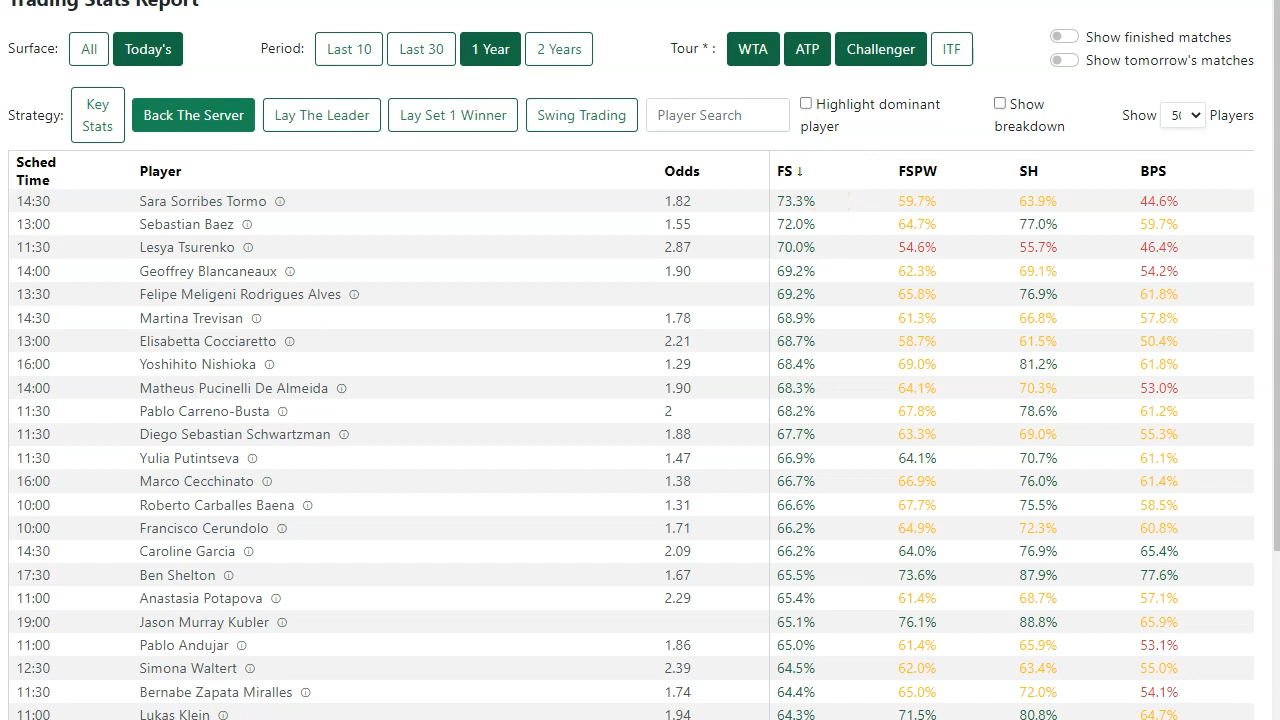 Trading Stats Report
Surface: All Today's Period: Last 10 Last 30 1 Year 2 Years Tour * : WTA ATP Challenger ITF Show finished matches
Show tomorrow's matches
Strategy: Key Stats Back The Server Lay The Leader Lay Set 1 Winner Swing Trading Player Search Highlight dominant player Show breakdown Show 50 Players
Sched Time Player Odds FS ↓ FSPW SH BPS
14:30 Sara Sorribes Tormo 1.82 73.3% 59.7% 63.9% 44.6%
13:00 Sebastian Baez 1.55 72.0% 64.7% 77.0% 59.7%
11:30 Lesya Tsurenko 2.87 70.0% 54.6% 55.7% 46.4%
14:00 Geoffrey Blancaneaux 1.90 69.2% 62.3% 69.1% 54.2%
13:30 Felipe Meligeni Rodrigues Alves 69.2% 65.8% 76.9% 61.8%
14:30 Martina Trevisan 1.78 68.9% 61.3% 66.8% 57.8%
13:00 Elisabetta Cocciaretto 2.21 68.7% 58.7% 61.5% 50.4%
16:00 Yoshihito Nishioka 1.29 68.4% 69.0% 81.2% 61.8%
14:00 Matheus Pucinelli De Almeida 1.90 68.3% 64.1% 70.3% 53.0%
11:30 Pablo Carreno-Busta 2 68.2% 67.8% 78.6% 61.2%
11:30 Diego Sebastian Schwartzman 1.88 67.7% 63.3% 69.0% 55.3%
11:30 Yulia Putintseva 1.47 66.9% 64.1% 70.7% 61.1%
16:00 Marco Cecchinato 1.38 66.7% 66.9% 76.0% 61.4%
10:00 Roberto Carballes Baena 1.31 66.6% 67.7% 75.5% 58.5%
10:00 Francisco Cerundolo 1.71 66.2% 64.9% 72.3% 60.8%
14:30 Caroline Garcia 2.09 66.2% 64.0% 76.9% 65.4%
17:30 Ben Shelton 1.67 65.5% 73.6% 87.9% 77.6%
11:00 Anastasia Potapova 2.29 65.4% 61.4% 68.7% 57.1%
19:00 Jason Murray Kubler 65.1% 76.1% 88.8% 65.9%
11:00 Pablo Andujar 1.86 65.0% 61.4% 65.9% 53.1%
12:30 Simona Waltert 2.39 64.5% 62.0% 63.4% 55.0%
11:30 Bernabe Zapata Miralles 1.74 64.4% 65.0% 72.0% 54.1%
11:00 Lukas Klein 1.94 64.3% 71.5% 80.8% 64.7%